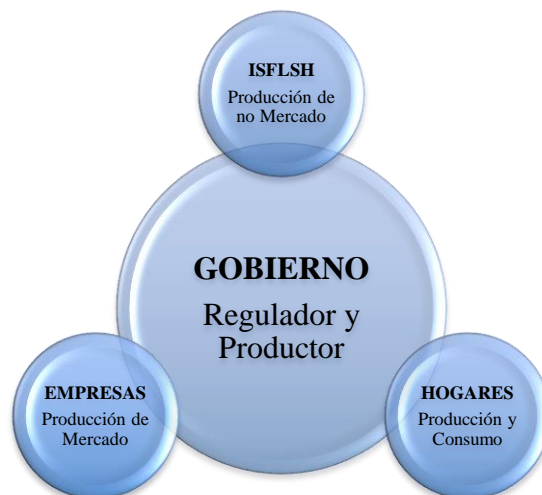 ISFLSH
Producción de
no Mercado
GOBIERNO
Regulador y
Productor
EMPRESAS
Producción de
Mercado
HOGARES
Producción y
Consumo